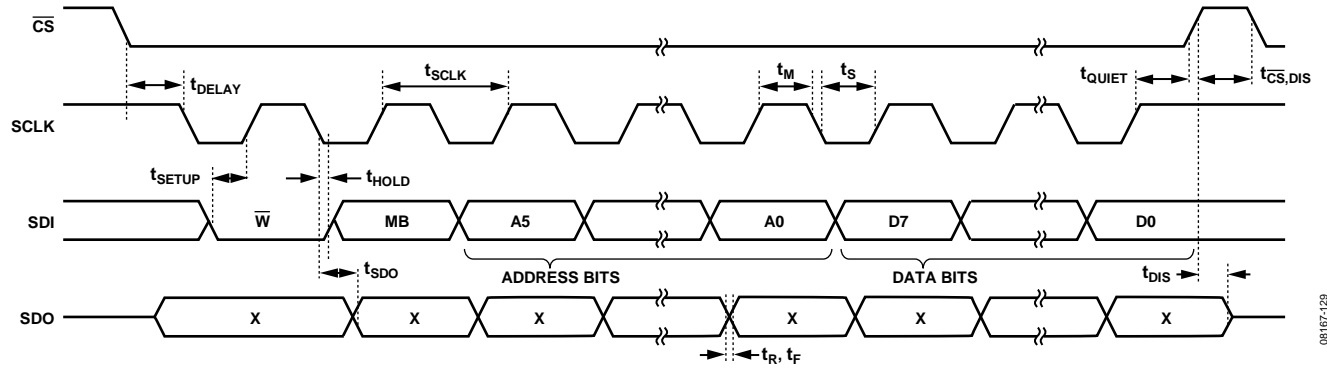 CS
tDELAY
tSCLK
tM
tS
tQUIET
tCS,DIS
SCLK
tSETUP
tHOLD
SDI
W
MB
A5
A0
D7
D0
tSDO
ADDRESS BITS
DATA BITS
tDIS
SDO
X
X
X
X
X
X
tR, tF
08167-129